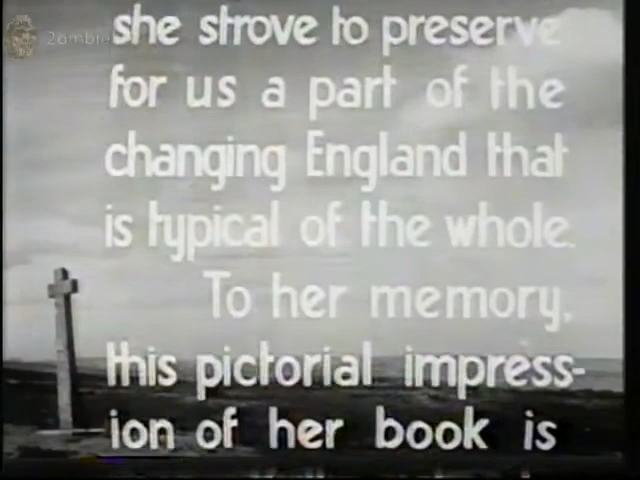 2ombie
she strove to preserve
for us a part of the
changing England that
is typical of the whole.
To her memory,
this pictorial impress-
ion of her book is